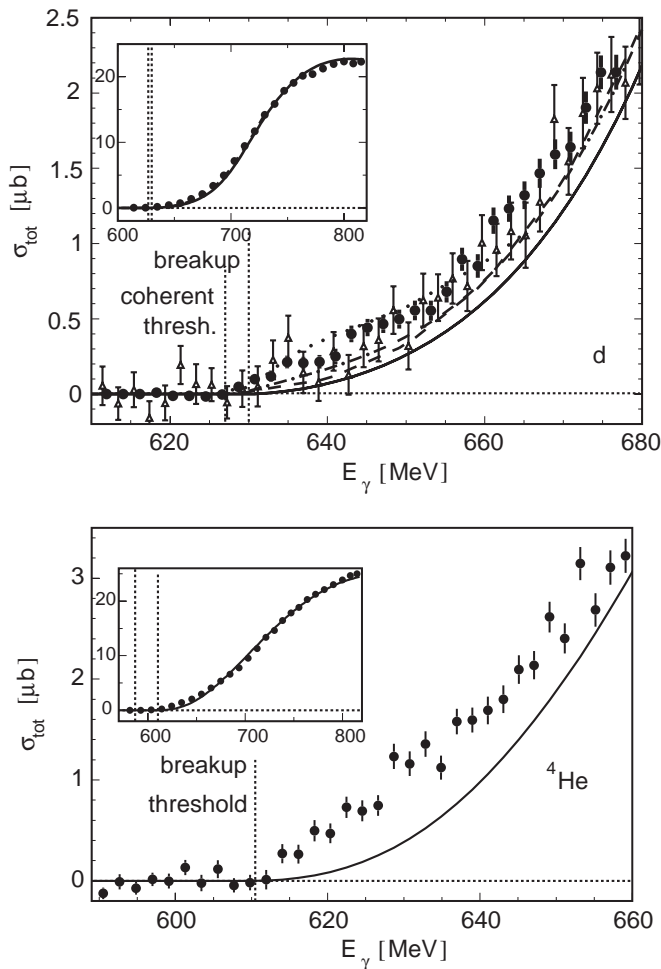 2.5
2
1.5
1
0.5
0
σtot [μb]
20
10
0
600 700 800
breakup
coherent
thresh.
d
620 640 660 680
Eγ [MeV]
3
2
1
0
σtot [μb]
20
10
0
600 700 800
breakup
threshold
⁴He
600 620 640 660
Eγ [MeV]